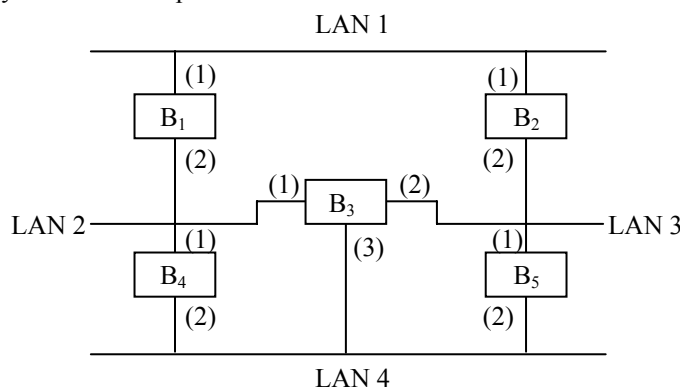 LAN 1
(1) (1)
B₁ B₂
(2) (2)
(1) (2)
B₃
LAN 2 LAN 3
(1) (3) (1)
B₄ B₅
(2) (2)
LAN 4